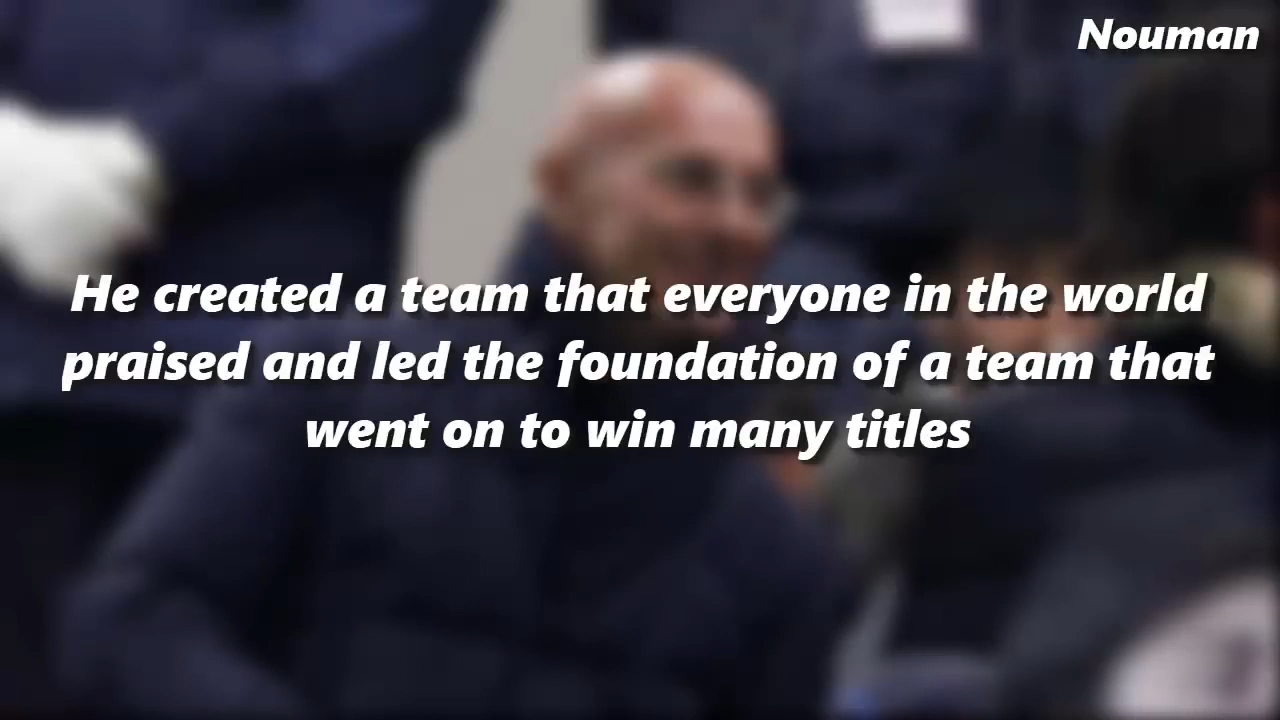 Nouman
He created a team that everyone in the world
praised and led the foundation of a team that
went on to win many titles